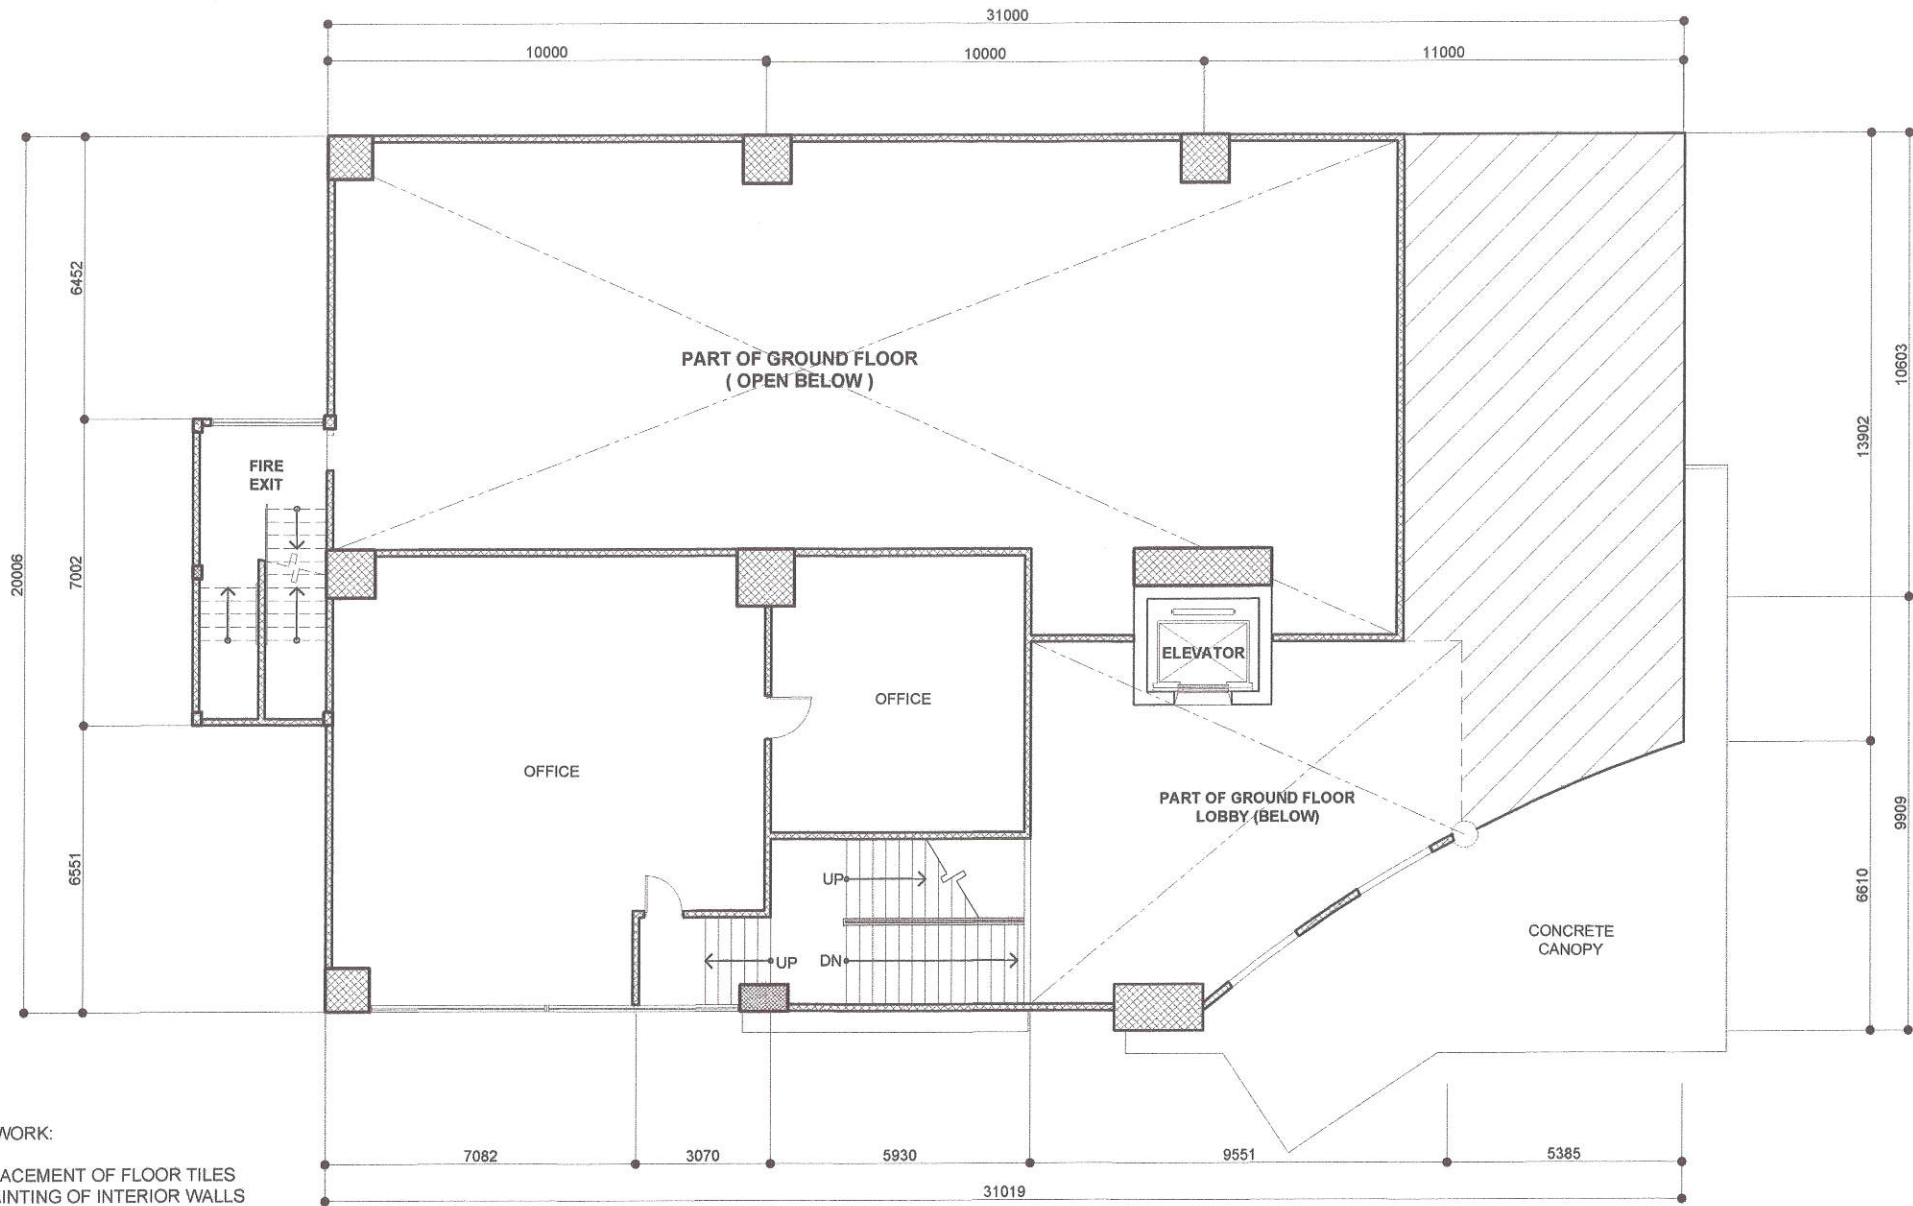 31000
10000
10000
11000
6452
20006
7002
6551
10603
13902
9909
6610
PART OF GROUND FLOOR
( OPEN BELOW )
FIRE
EXIT
ELEVATOR
OFFICE
OFFICE
PART OF GROUND FLOOR
LOBBY (BELOW)
UP
UP
DN
CONCRETE
CANOPY
WORK:
ACEMENT OF FLOOR TILES
AINTING OF INTERIOR WALLS
7082
3070
5930
9551
5385
31019